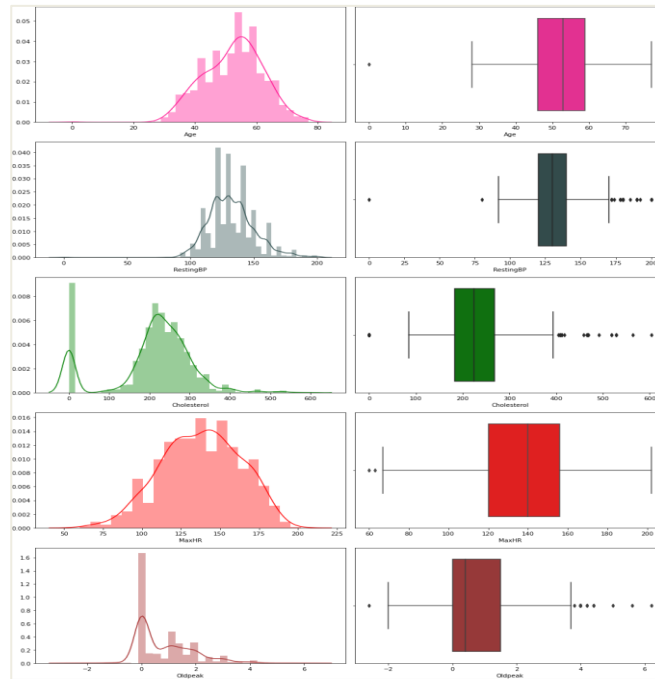 0.05
0.04
0.03
0.02
0.01
0.00
0 20 40 60 80
Age
0 10 20 30 40 50 60 70
Age
0.040
0.035
0.030
0.025
0.020
0.015
0.010
0.005
0.000
0 50 100 150 200
RestingBP
0 25 50 75 100 125 150 175 200
RestingBP
0.008
0.006
0.004
0.002
0.000
0 100 200 300 400 500 600
Cholesterol
0 100 200 300 400 500 600
Cholesterol
0.016
0.014
0.012
0.010
0.008
0.006
0.004
0.002
0.000
50 75 100 125 150 175 200 225
MaxHR
60 80 100 120 140 160 180 200
MaxHR
1.6
1.4
1.2
1.0
0.8
0.6
0.4
0.2
0.0
−2 0 2 4 6
Oldpeak
−2 0 2 4 6
Oldpeak